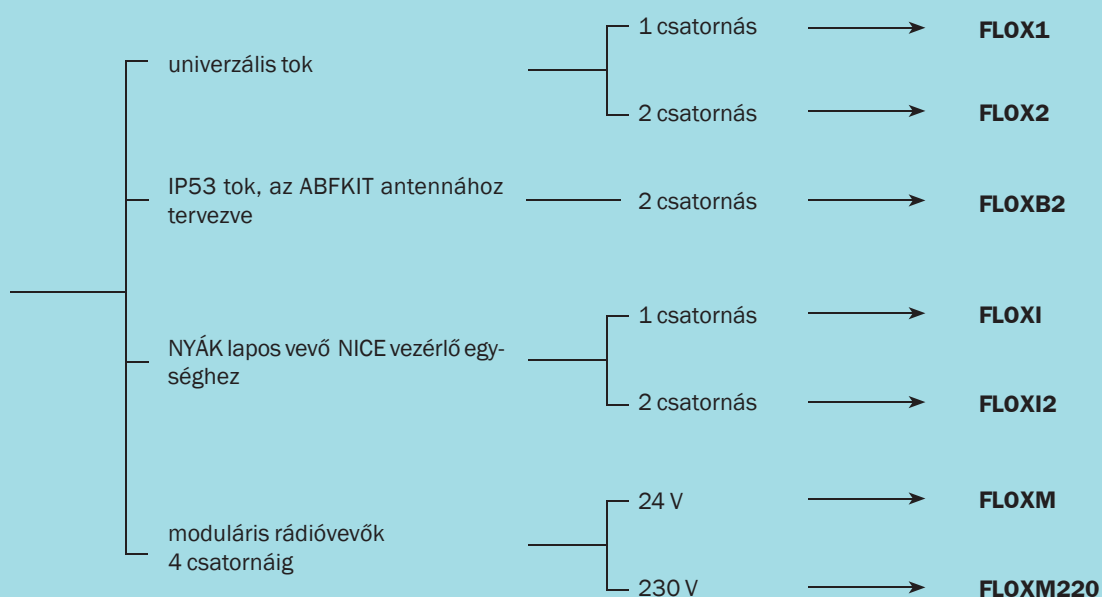 univerzális tok
1 csatornás
FLOX1
2 csatornás
FLOX2
IP53 tok, az ABFKIT antennához
tervezve
2 csatornás
FLOXB2
NYÁK lapos vevő NICE vezérlő egy-
séghez
1 csatornás
FLOXI
2 csatornás
FLOXI2
moduláris rádióvevők
4 csatornáig
24 V
FLOXM
230 V
FLOXM220